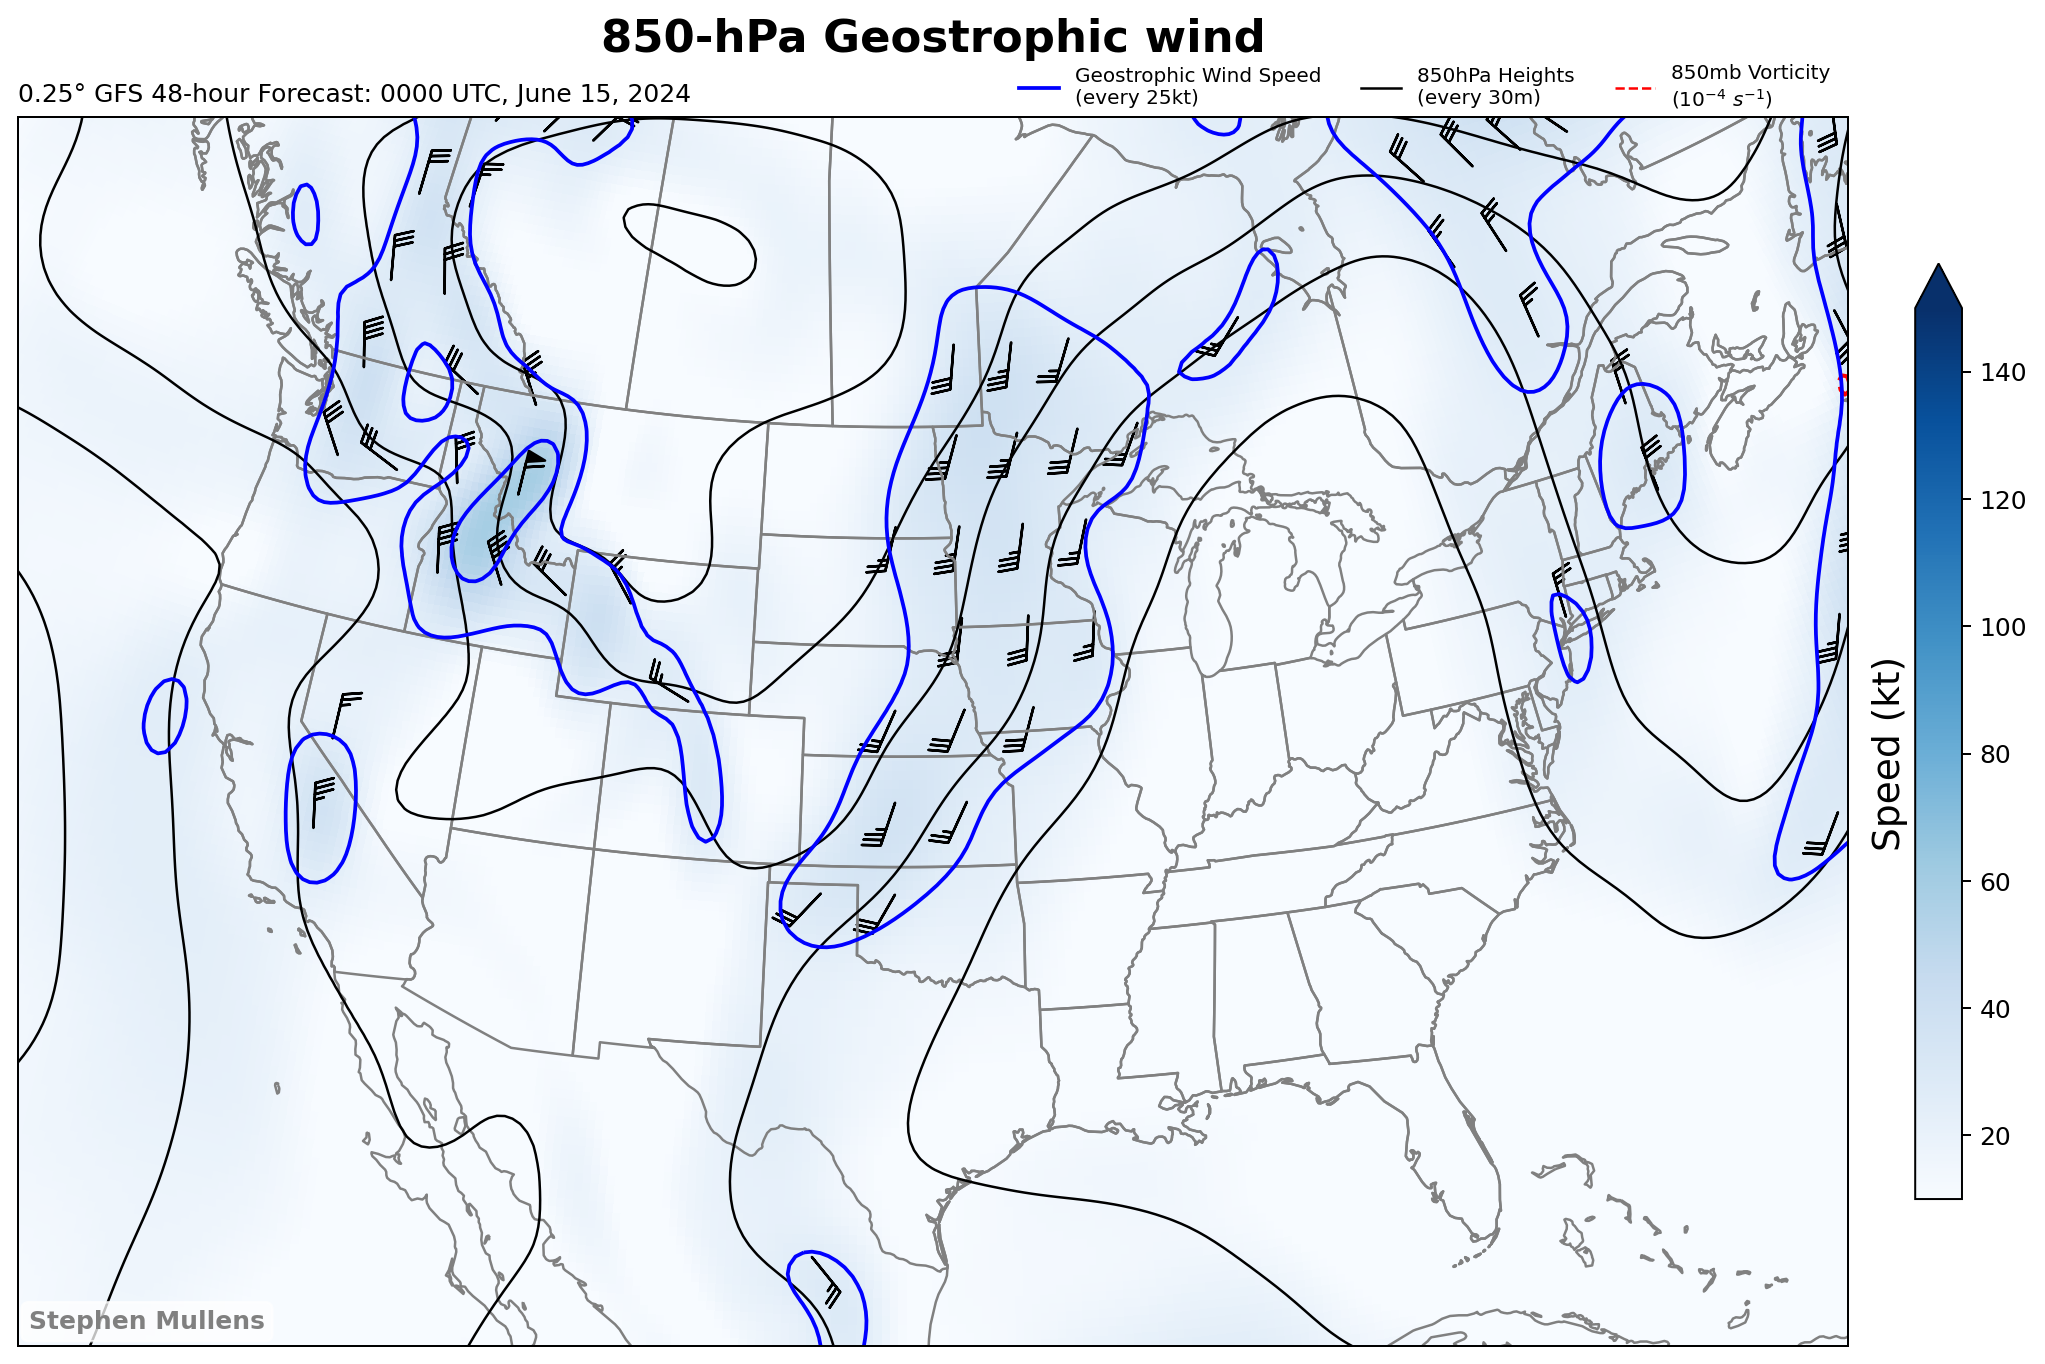 850-hPa Geostrophic wind
0.25° GFS 48-hour Forecast: 0000 UTC, June 15, 2024
Geostrophic Wind Speed
(every 25kt)
850hPa Heights
(every 30m)
850mb Vorticity
(10⁻⁴ s⁻¹)
140
120
100
80
60
40
20
Speed (kt)
Stephen Mullens